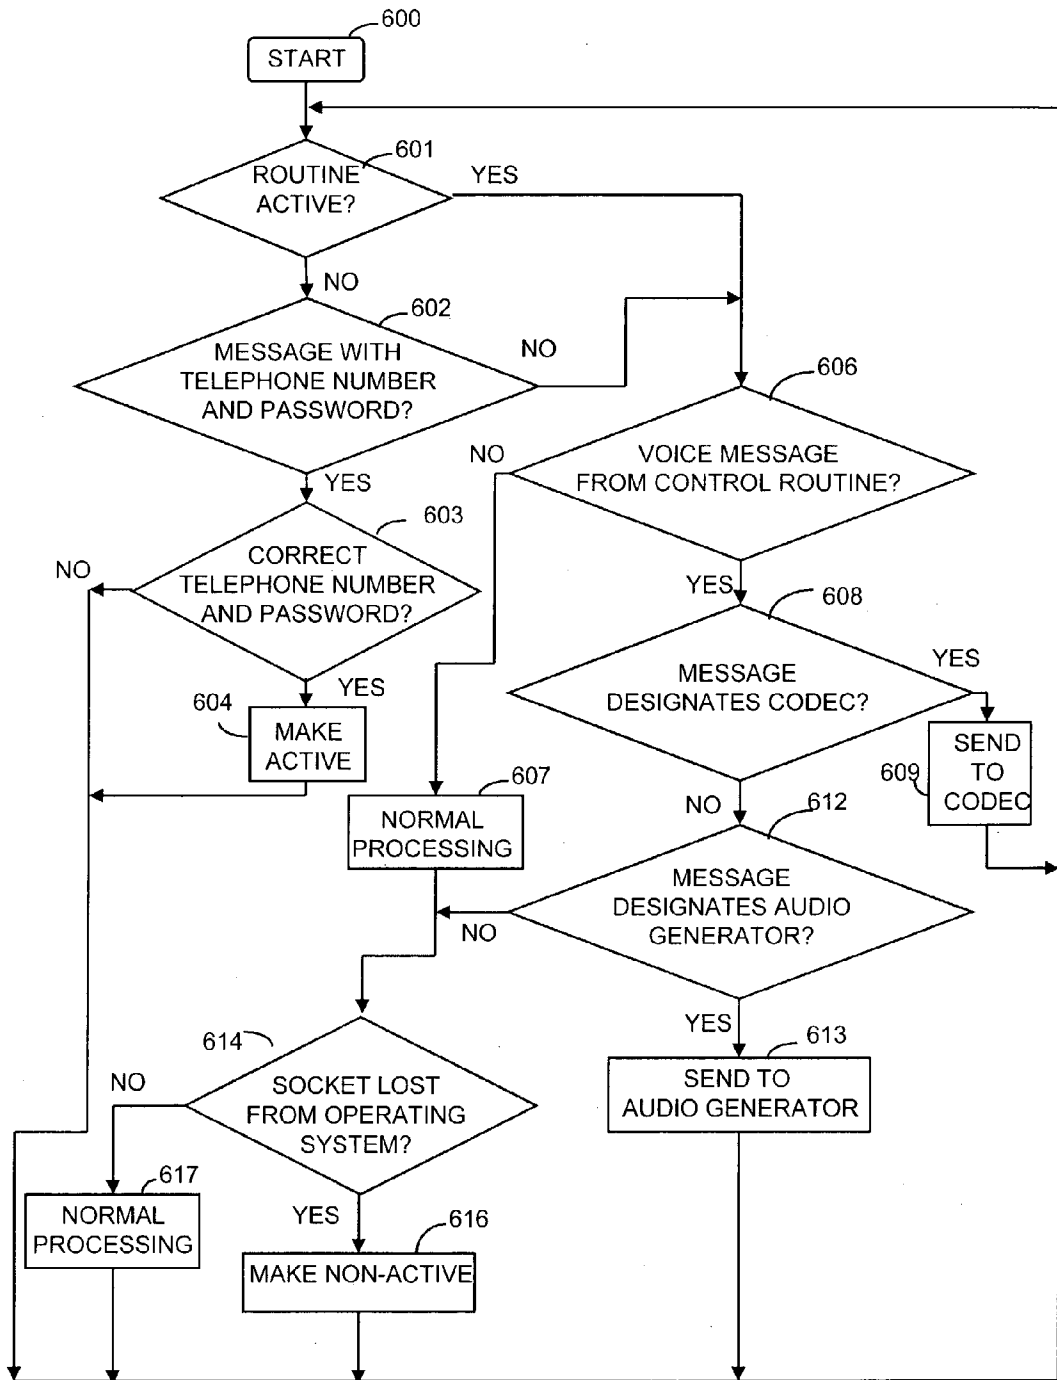 600
START
601
ROUTINE
ACTIVE?
YES
NO
602
MESSAGE WITH
TELEPHONE NUMBER
AND PASSWORD?
NO
YES
606
VOICE MESSAGE
FROM CONTROL ROUTINE?
NO
YES
603
CORRECT
TELEPHONE NUMBER
AND PASSWORD?
NO
YES
604
MAKE
ACTIVE
608
MESSAGE
DESIGNATES CODEC?
YES
NO
609
SEND
TO
CODEC
607
NORMAL
PROCESSING
612
MESSAGE
DESIGNATES AUDIO
GENERATOR?
NO
YES
613
SEND TO
AUDIO GENERATOR
614
SOCKET LOST
FROM OPERATING
SYSTEM?
NO
YES
617
NORMAL
PROCESSING
616
MAKE NON-ACTIVE